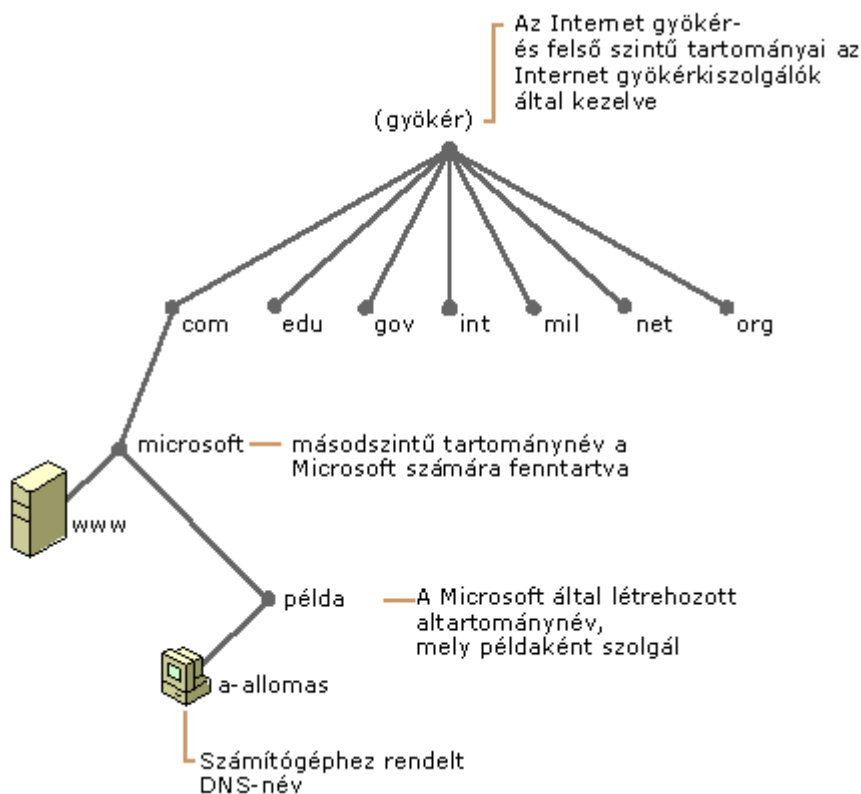 Az Internet gyökér-
és felső szintű tartományai az
Internet gyökérkiszolgálók
által kezelve
(gyökér)
com
edu
gov
int
mil
net
org
microsoft
másodszintű tartománynév a
Microsoft számára fenntartva
www
példa
A Microsoft által létrehozott
altartománynév,
mely példaként szolgál
a-allomas
Számítógéphez rendelt
DNS-név